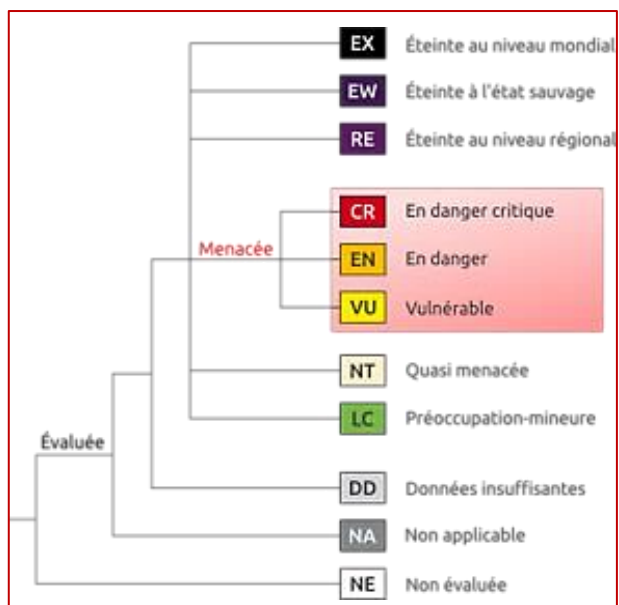 EX Éteinte au niveau mondial
EW Éteinte à l'état sauvage
RE Éteinte au niveau régional
CR En danger critique
Menacée
EN En danger
VU Vulnérable
NT Quasi menacée
LC Préoccupation-mineure
Évaluée
DD Données insuffisantes
NA Non applicable
NE Non évaluée